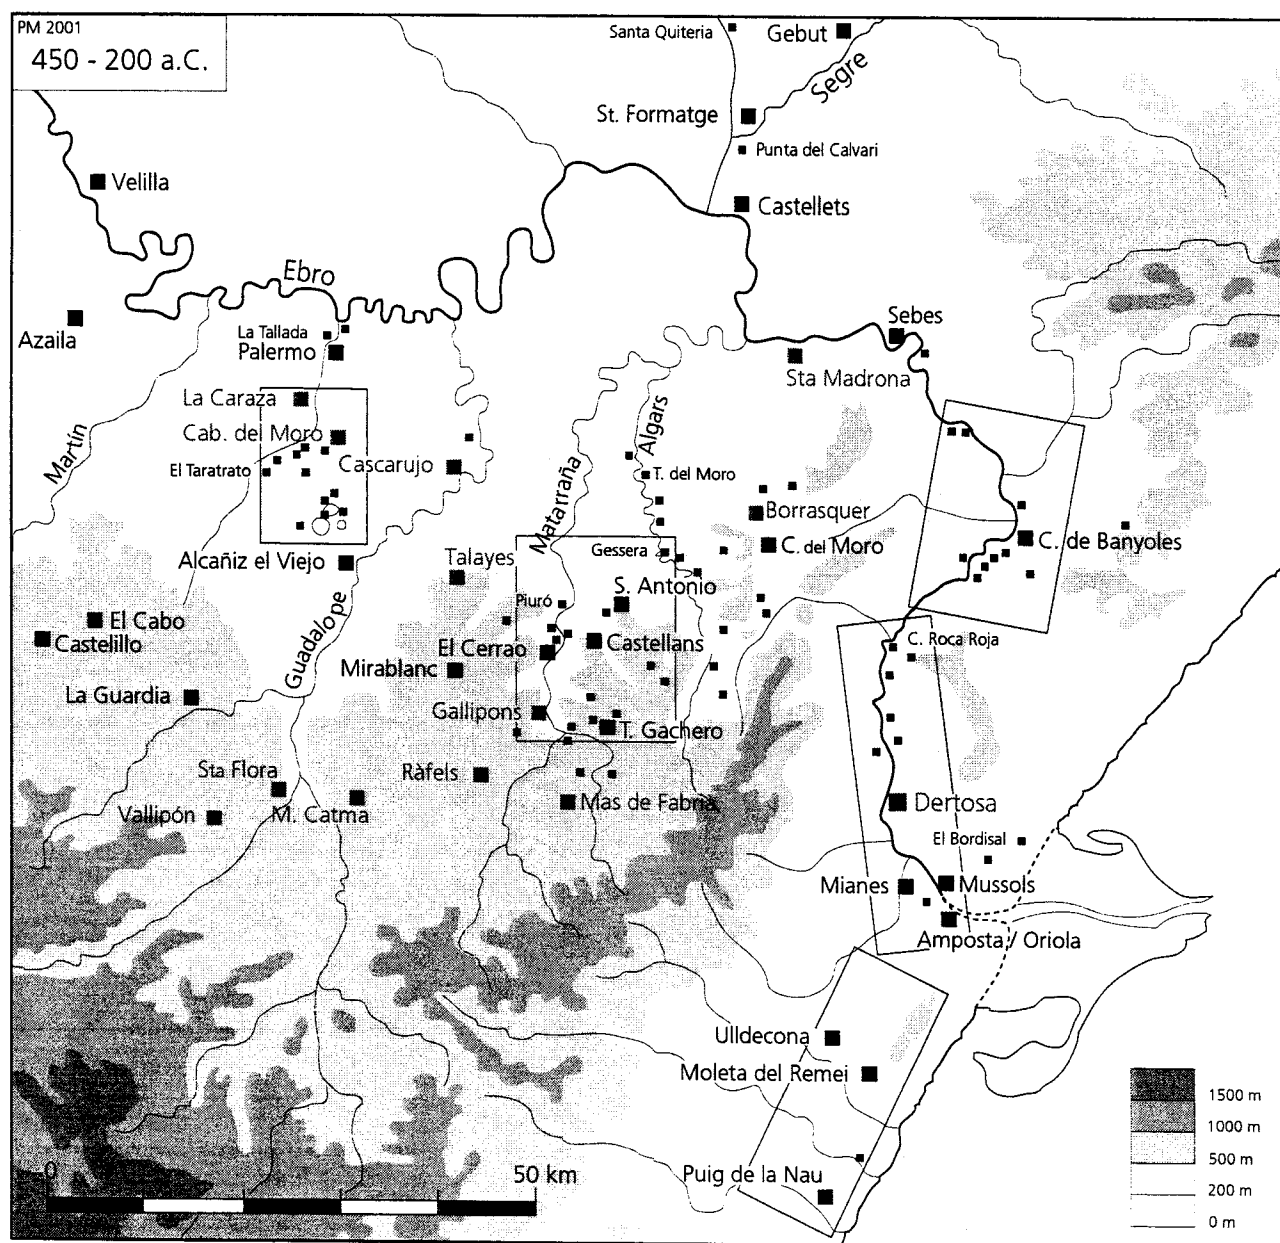 PM 2001
450 - 200 a.C.
Santa Quiteria
Gebut
Segre
St. Formatge
Punta del Calvari
Velilla
Castellets
Ebro
Azaila
La Tallada
Palermo
Sebes
Sta Madrona
La Caraza
Martín
Cab. del Moro
El Taratrato
Cascarujo
Matarraña
Algars
T. del Moro
Borrasquer
C. del Moro
C. de Banyoles
Alcañiz el Viejo
Talayes
Gessera
S. Antonio
Piuró
El Cabo
Castelillo
Guadalope
El Cerrao
Castellans
C. Roca Roja
La Guardia
Mirablanc
Gallipons
T. Gachero
Sta Flora
Ràfels
Vallipón
M. Catma
Mas de Fabria
Dertosa
El Bordisal
Mianes
Mussols
Amposta / Oriola
Ulldecona
Moleta del Remei
Puig de la Nau
0
50 km
1500 m
1000 m
500 m
200 m
0 m